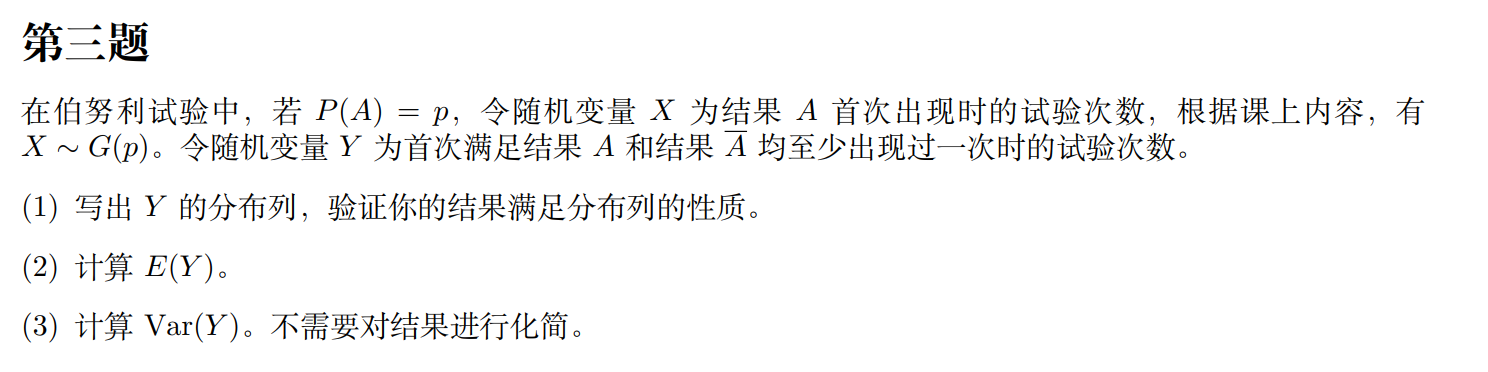 第三题
在伯努利试验中，若 P(A) = p，令随机变量 X 为结果 A 首次出现时的试验次数，根据课上内容，有
X ∼ G(p)。令随机变量 Y 为首次满足结果 A 和结果 A̅ 均至少出现过一次时的试验次数。
(1) 写出 Y 的分布列，验证你的结果满足分布列的性质。
(2) 计算 E(Y)。
(3) 计算 Var(Y)。不需要对结果进行化简。